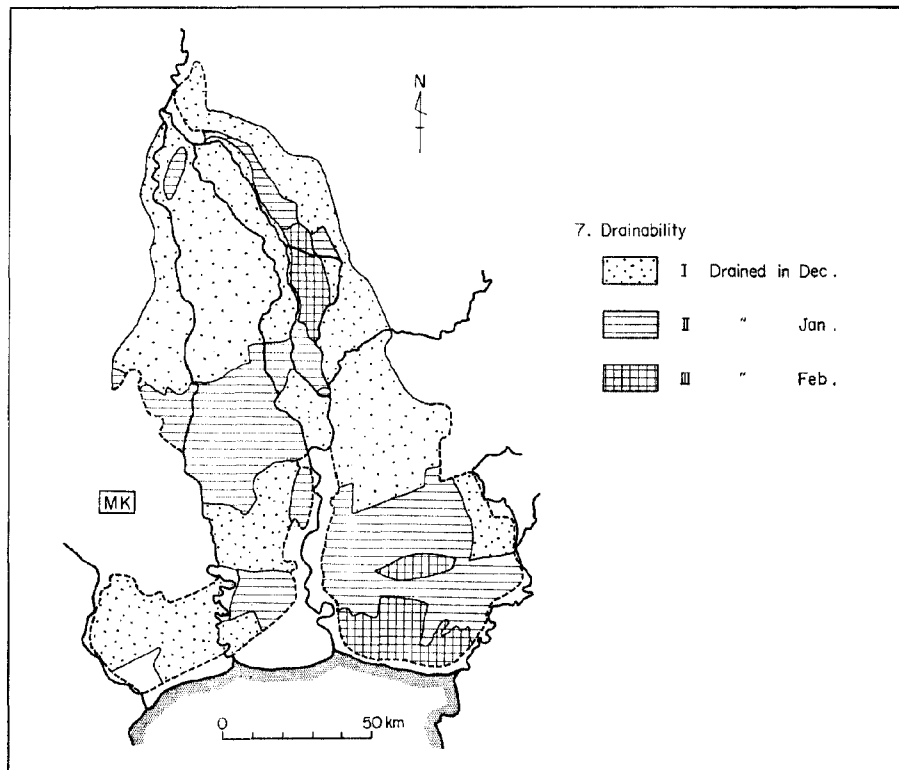 N
7. Drainability
I Drained in Dec.
II " Jan.
III " Feb.
MK
0 50 km